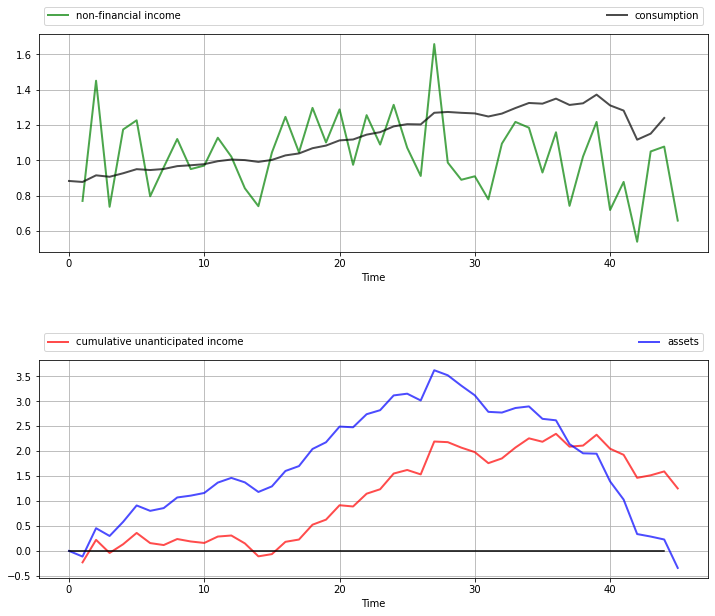 non-financial income consumption
1.6
1.4
1.2
1.0
0.8
0.6
0 10 20 30 40
Time
cumulative unanticipated income assets
3.5
3.0
2.5
2.0
1.5
1.0
0.5
0.0
−0.5
0 10 20 30 40
Time